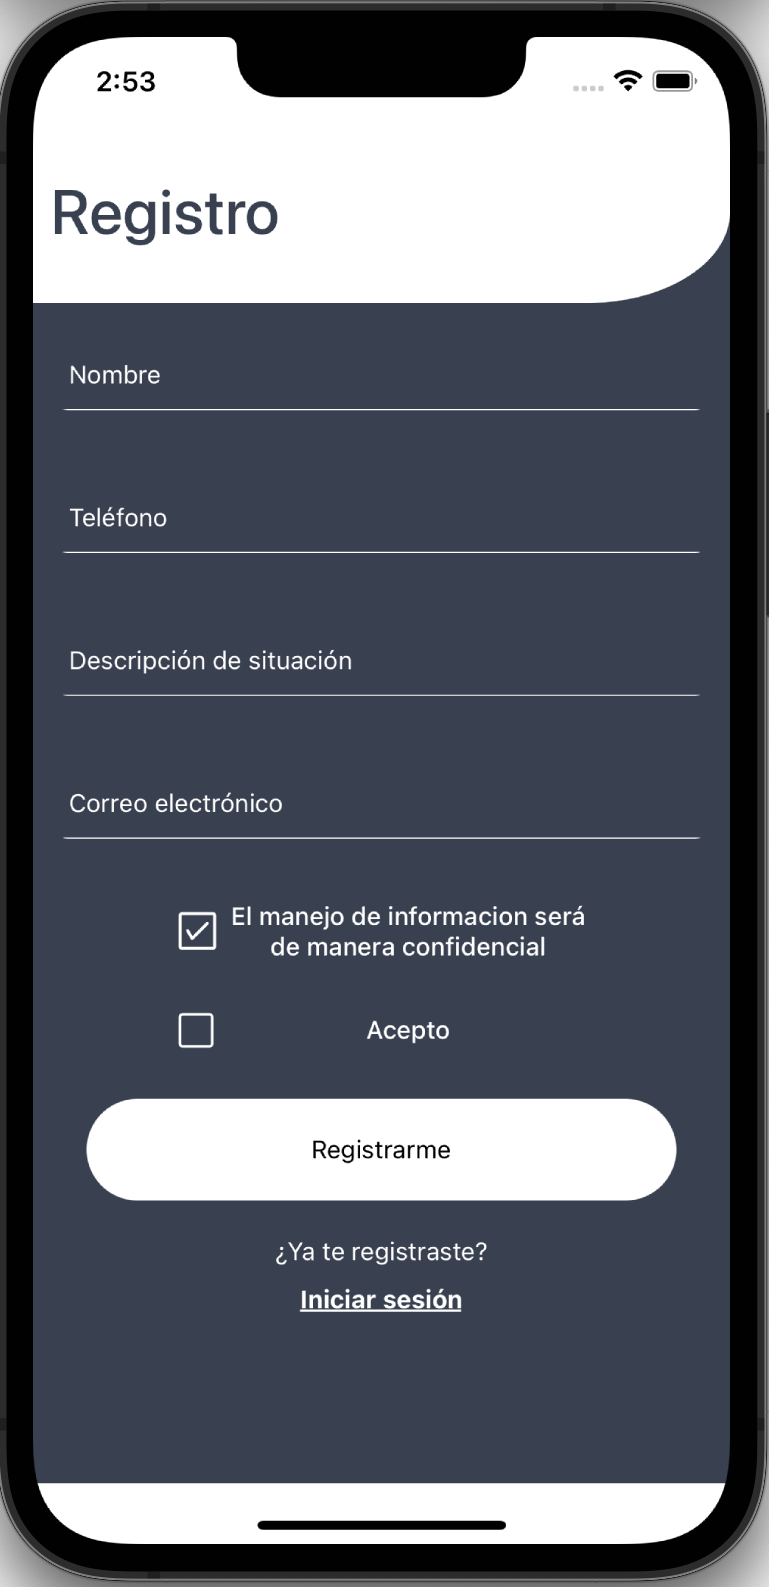 2:53
Registro
Nombre
Teléfono
Descripción de situación
Correo electrónico
El manejo de informacion será
de manera confidencial
Acepto
Registrarme
¿Ya te registraste?
Iniciar sesión